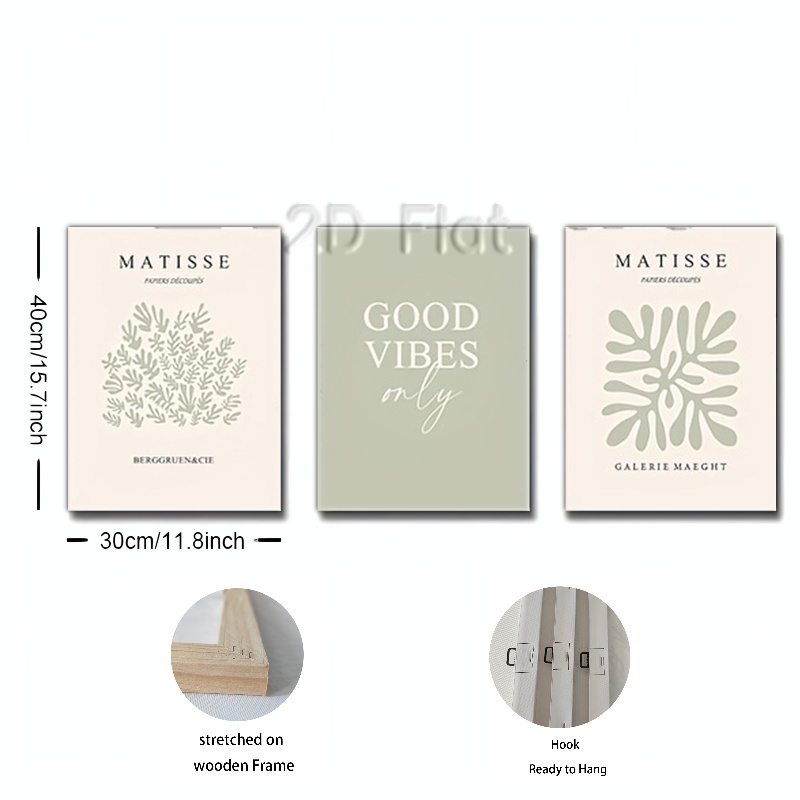 2D Flat
MATISSE
PAPIERS DÉCOUPÉS
BERGGRUEN&CIE
GOOD
VIBES
only
MATISSE
PAPIERS DÉCOUPÉS
GALERIE MAEGHT
40cm/15.7inch
30cm/11.8inch
stretched on
wooden Frame
Hook
Ready to Hang